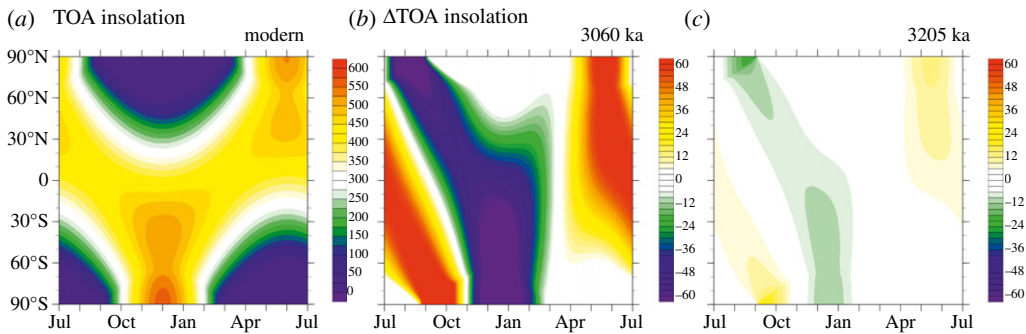 (a) TOA insolation
modern
90°N
60°N
30°N
0
30°S
60°S
90°S
Jul Oct Jan Apr Jul
600
550
500
450
400
350
300
250
200
150
100
50
0
(b) ΔTOA insolation
3060 ka
Jul Oct Jan Apr Jul
60
48
36
24
12
0
−12
−24
−36
−48
−60
(c)
3205 ka
Jul Oct Jan Apr Jul
60
48
36
24
12
0
−12
−24
−36
−48
−60